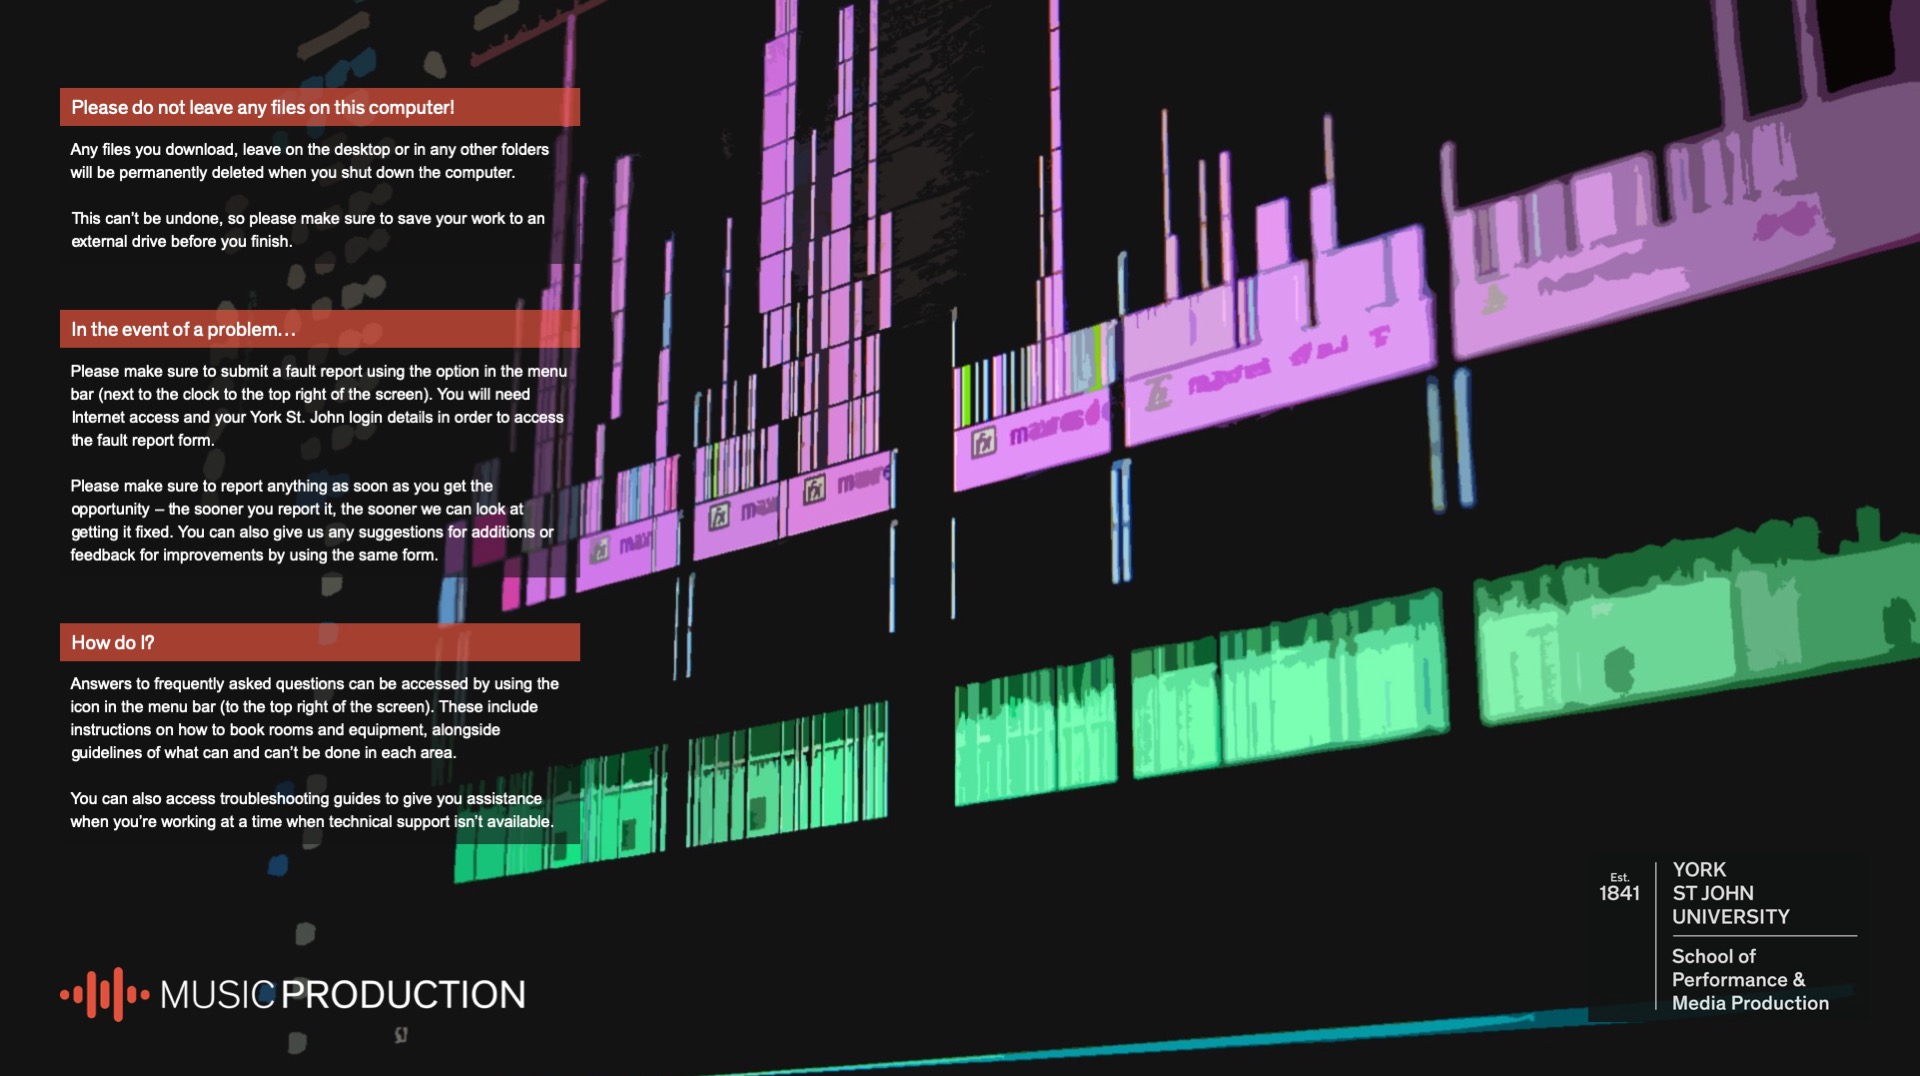 Please do not leave any files on this computer!
Any files you download, leave on the desktop or in any other folders
will be permanently deleted when you shut down the computer.
This can’t be undone, so please make sure to save your work to an
external drive before you finish.
In the event of a problem…
Please make sure to submit a fault report using the option in the menu
bar (next to the clock to the top right of the screen). You will need
Internet access and your York St. John login details in order to access
the fault report form.
Please make sure to report anything as soon as you get the
opportunity – the sooner you report it, the sooner we can look at
getting it fixed. You can also give us any suggestions for additions or
feedback for improvements by using the same form.
How do I?
Answers to frequently asked questions can be accessed by using the
icon in the menu bar (to the top right of the screen). These include
instructions on how to book rooms and equipment, alongside
guidelines of what can and can’t be done in each area.
You can also access troubleshooting guides to give you assistance
when you’re working at a time when technical support isn’t available.
fx
fx
fx
MUSIC PRODUCTION
Est.
1841
YORK
ST JOHN
UNIVERSITY
School of
Performance &
Media Production